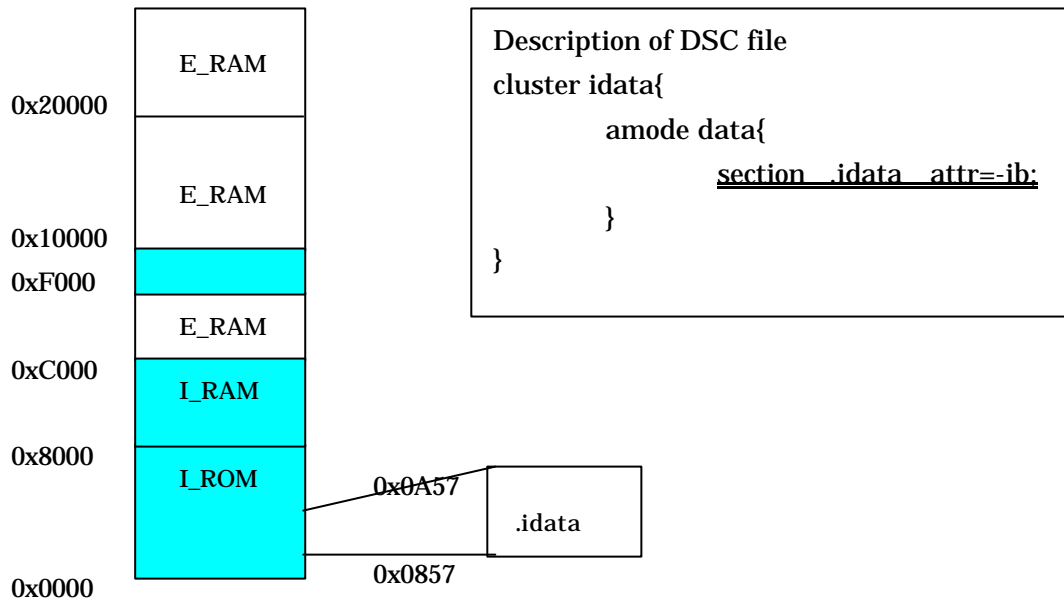 E_RAM
0x20000
E_RAM
0x10000
0xF000
E_RAM
0xC000
I_RAM
0x8000
I_ROM
0x0000
0x0A57
.idata
0x0857
Description of DSC file
cluster idata{
amode data{
section .idata attr=-ib;
}
}